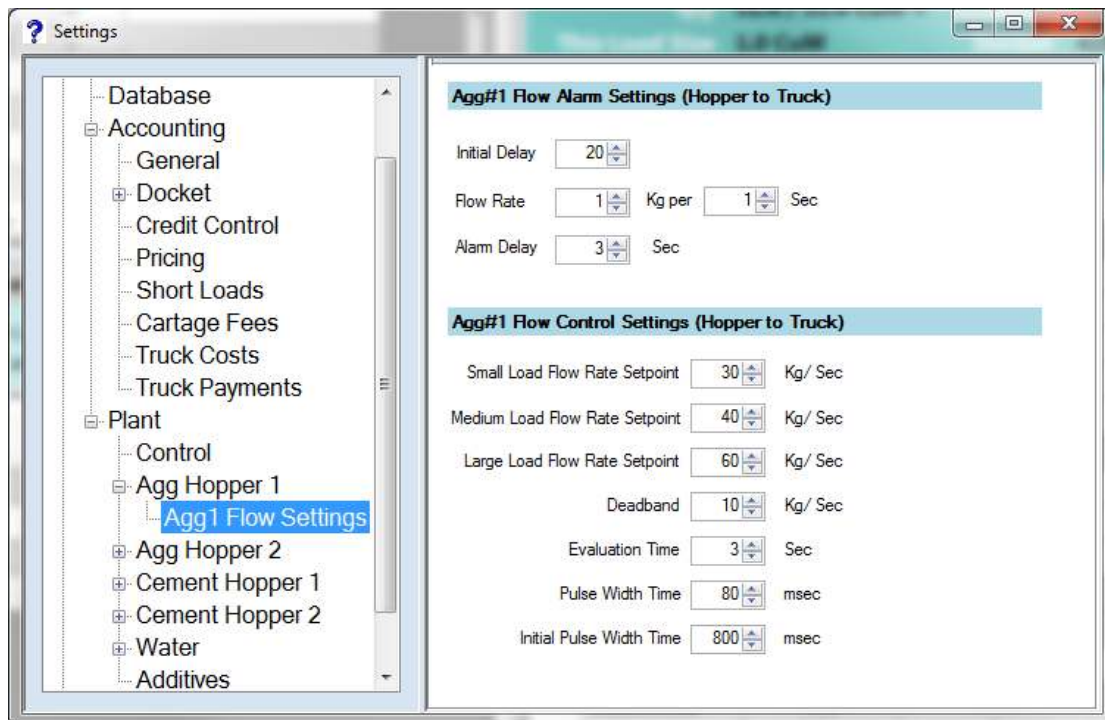 Settings
Database
Accounting
General
Docket
Credit Control
Pricing
Short Loads
Cartage Fees
Truck Costs
Truck Payments
Plant
Control
Agg Hopper 1
Agg1 Flow Settings
Agg Hopper 2
Cement Hopper 1
Cement Hopper 2
Water
Additives
Agg#1 Flow Alarm Settings (Hopper to Truck)
Initial Delay 20
Flow Rate 1 Kg per 1 Sec
Alarm Delay 3 Sec
Agg#1 Flow Control Settings (Hopper to Truck)
Small Load Flow Rate Setpoint 30 Kg/ Sec
Medium Load Flow Rate Setpoint 40 Kg/ Sec
Large Load Flow Rate Setpoint 60 Kg/ Sec
Deadband 10 Kg/ Sec
Evaluation Time 3 Sec
Pulse Width Time 80 msec
Initial Pulse Width Time 800 msec